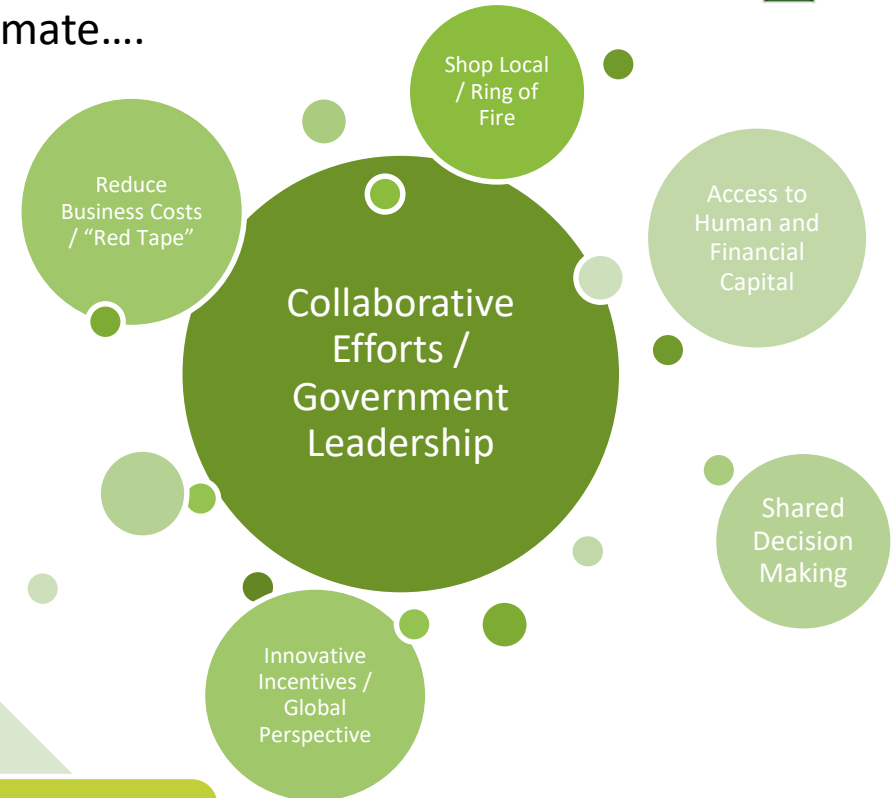 mate….
Shop Local
/ Ring of
Fire
Reduce
Business Costs
/ “Red Tape”
Access to
Human and
Financial
Capital
Collaborative
Efforts /
Government
Leadership
Shared
Decision
Making
Innovative
Incentives /
Global
Perspective